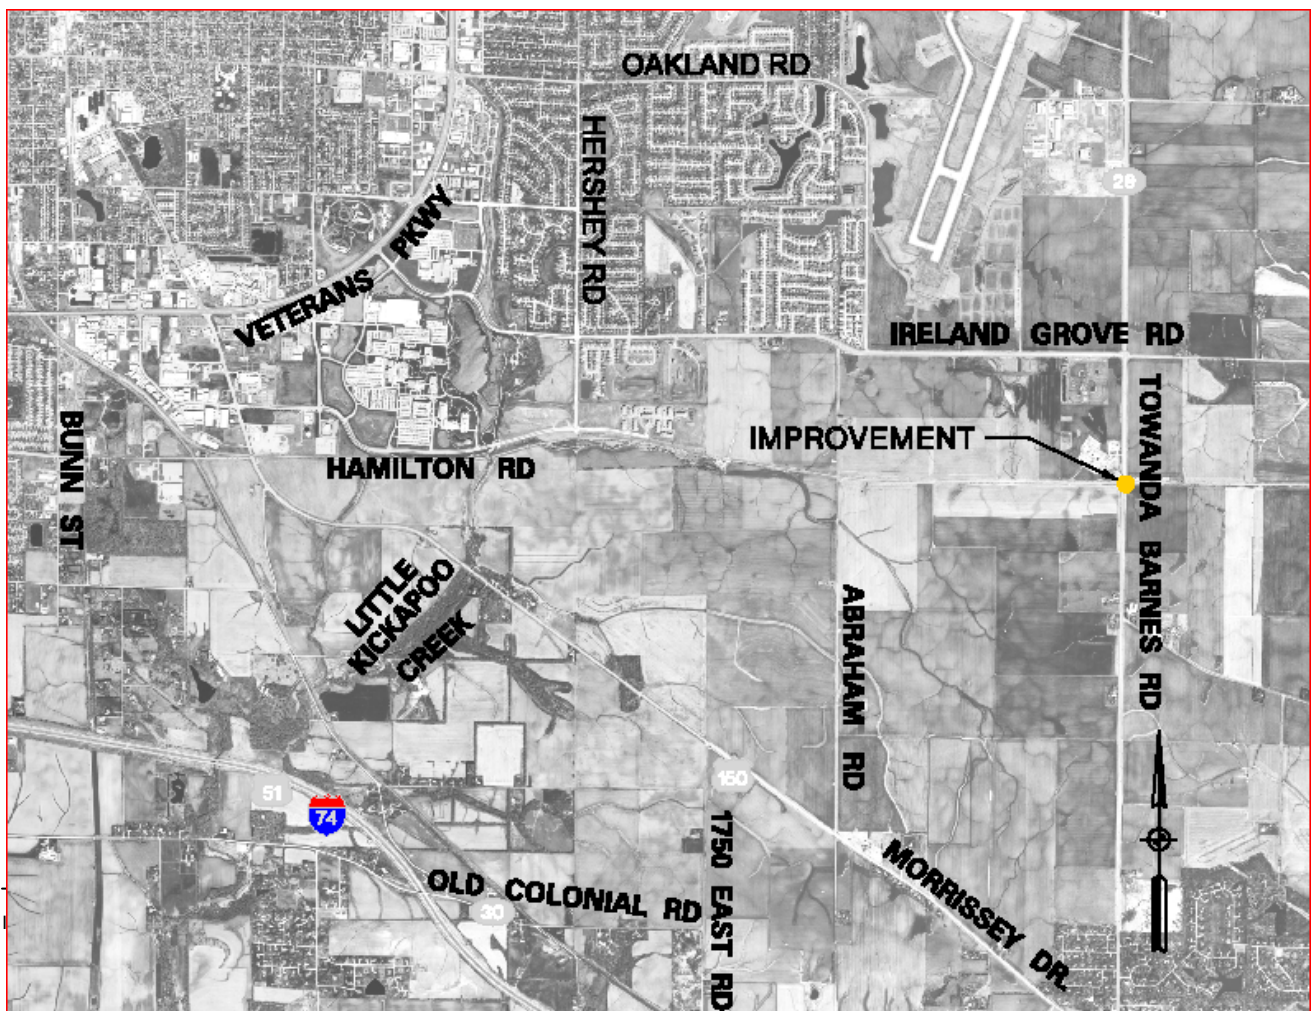 OAKLAND RD
HERSHEY RD
28
VETERANS PKWY
IRELAND GROVE RD
TOWANDA BARNES RD
BUNN ST
IMPROVEMENT
HAMILTON RD
LITTLE
KICKAPOO
CREEK
ABRAHAM RD
150
51
74
1750 EAST RD
MORRISSEY DR.
OLD COLONIAL RD
30